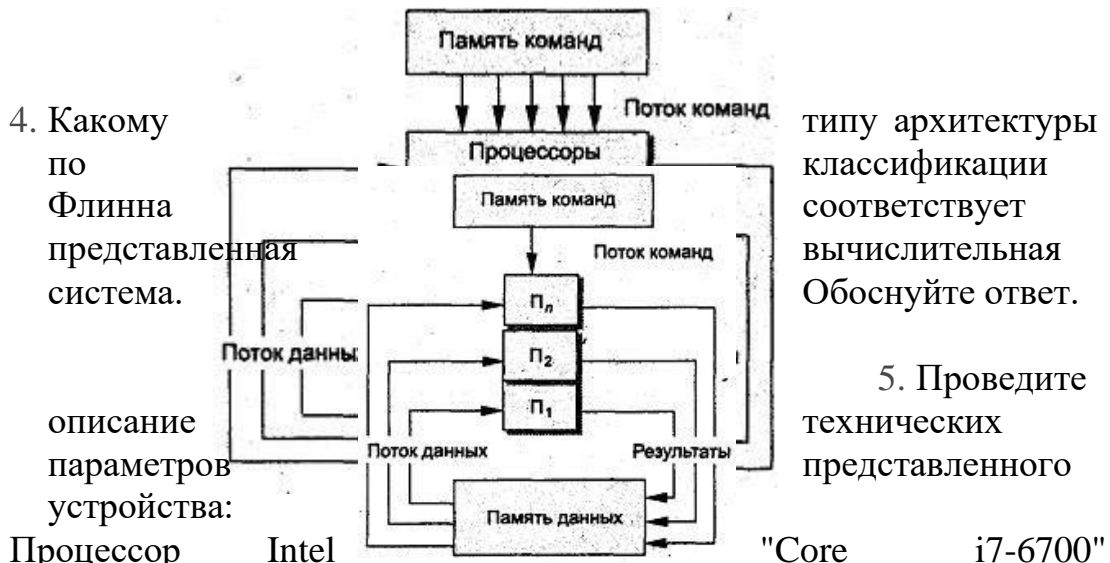 Память команд
Поток команд
4. Какому типу архитектуры
Процессоры
по классификации
Память команд
Флинна соответствует
Поток команд
представленная вычислительная
система. Обоснуйте ответ.
Пn
Поток данны
П2
5. Проведите
П1
описание технических
Поток данных Результаты
параметров представленного
устройства:
Память данных
Процессор Intel "Core i7-6700"